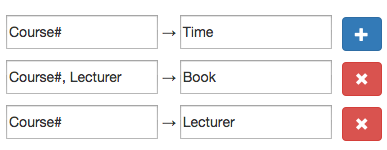 Course# → Time
Course#, Lecturer → Book
Course# → Lecturer